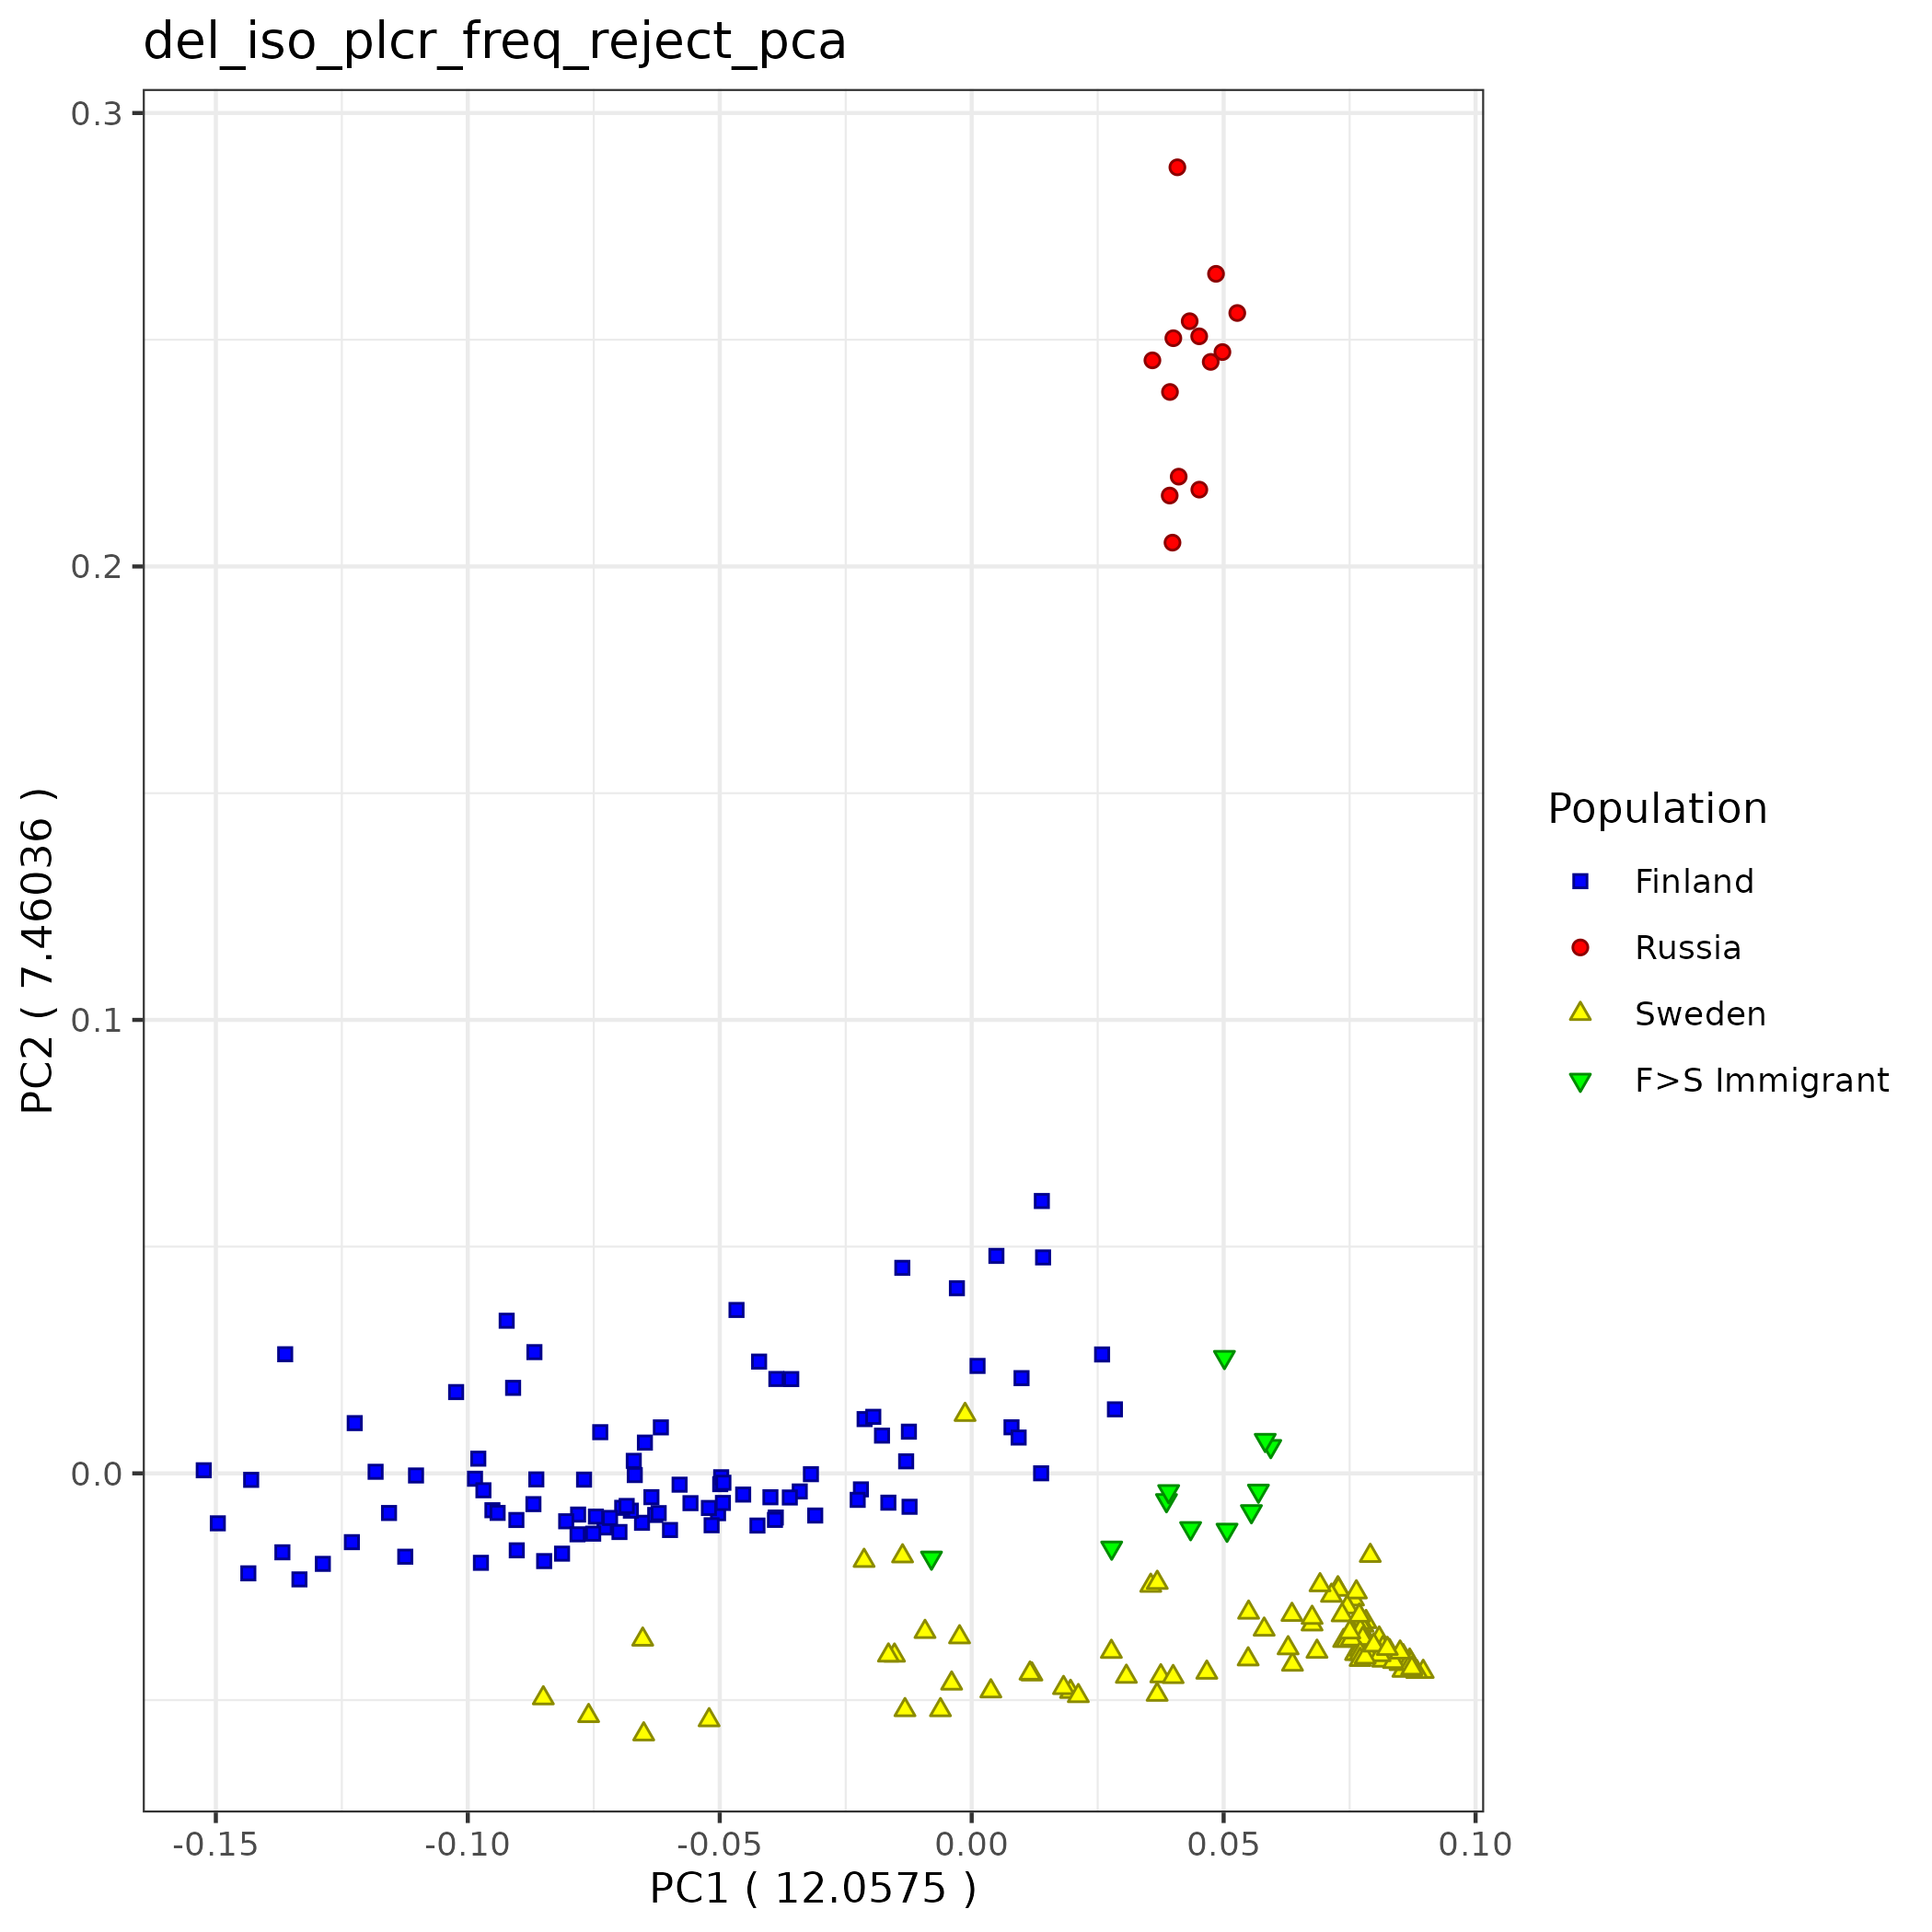 del_iso_plcr_freq_reject_pca
0.3
0.2
0.1
0.0
PC2 ( 7.46036 )
-0.15 -0.10 -0.05 0.00 0.05 0.10
PC1 ( 12.0575 )
Population
Finland
Russia
Sweden
F>S Immigrant